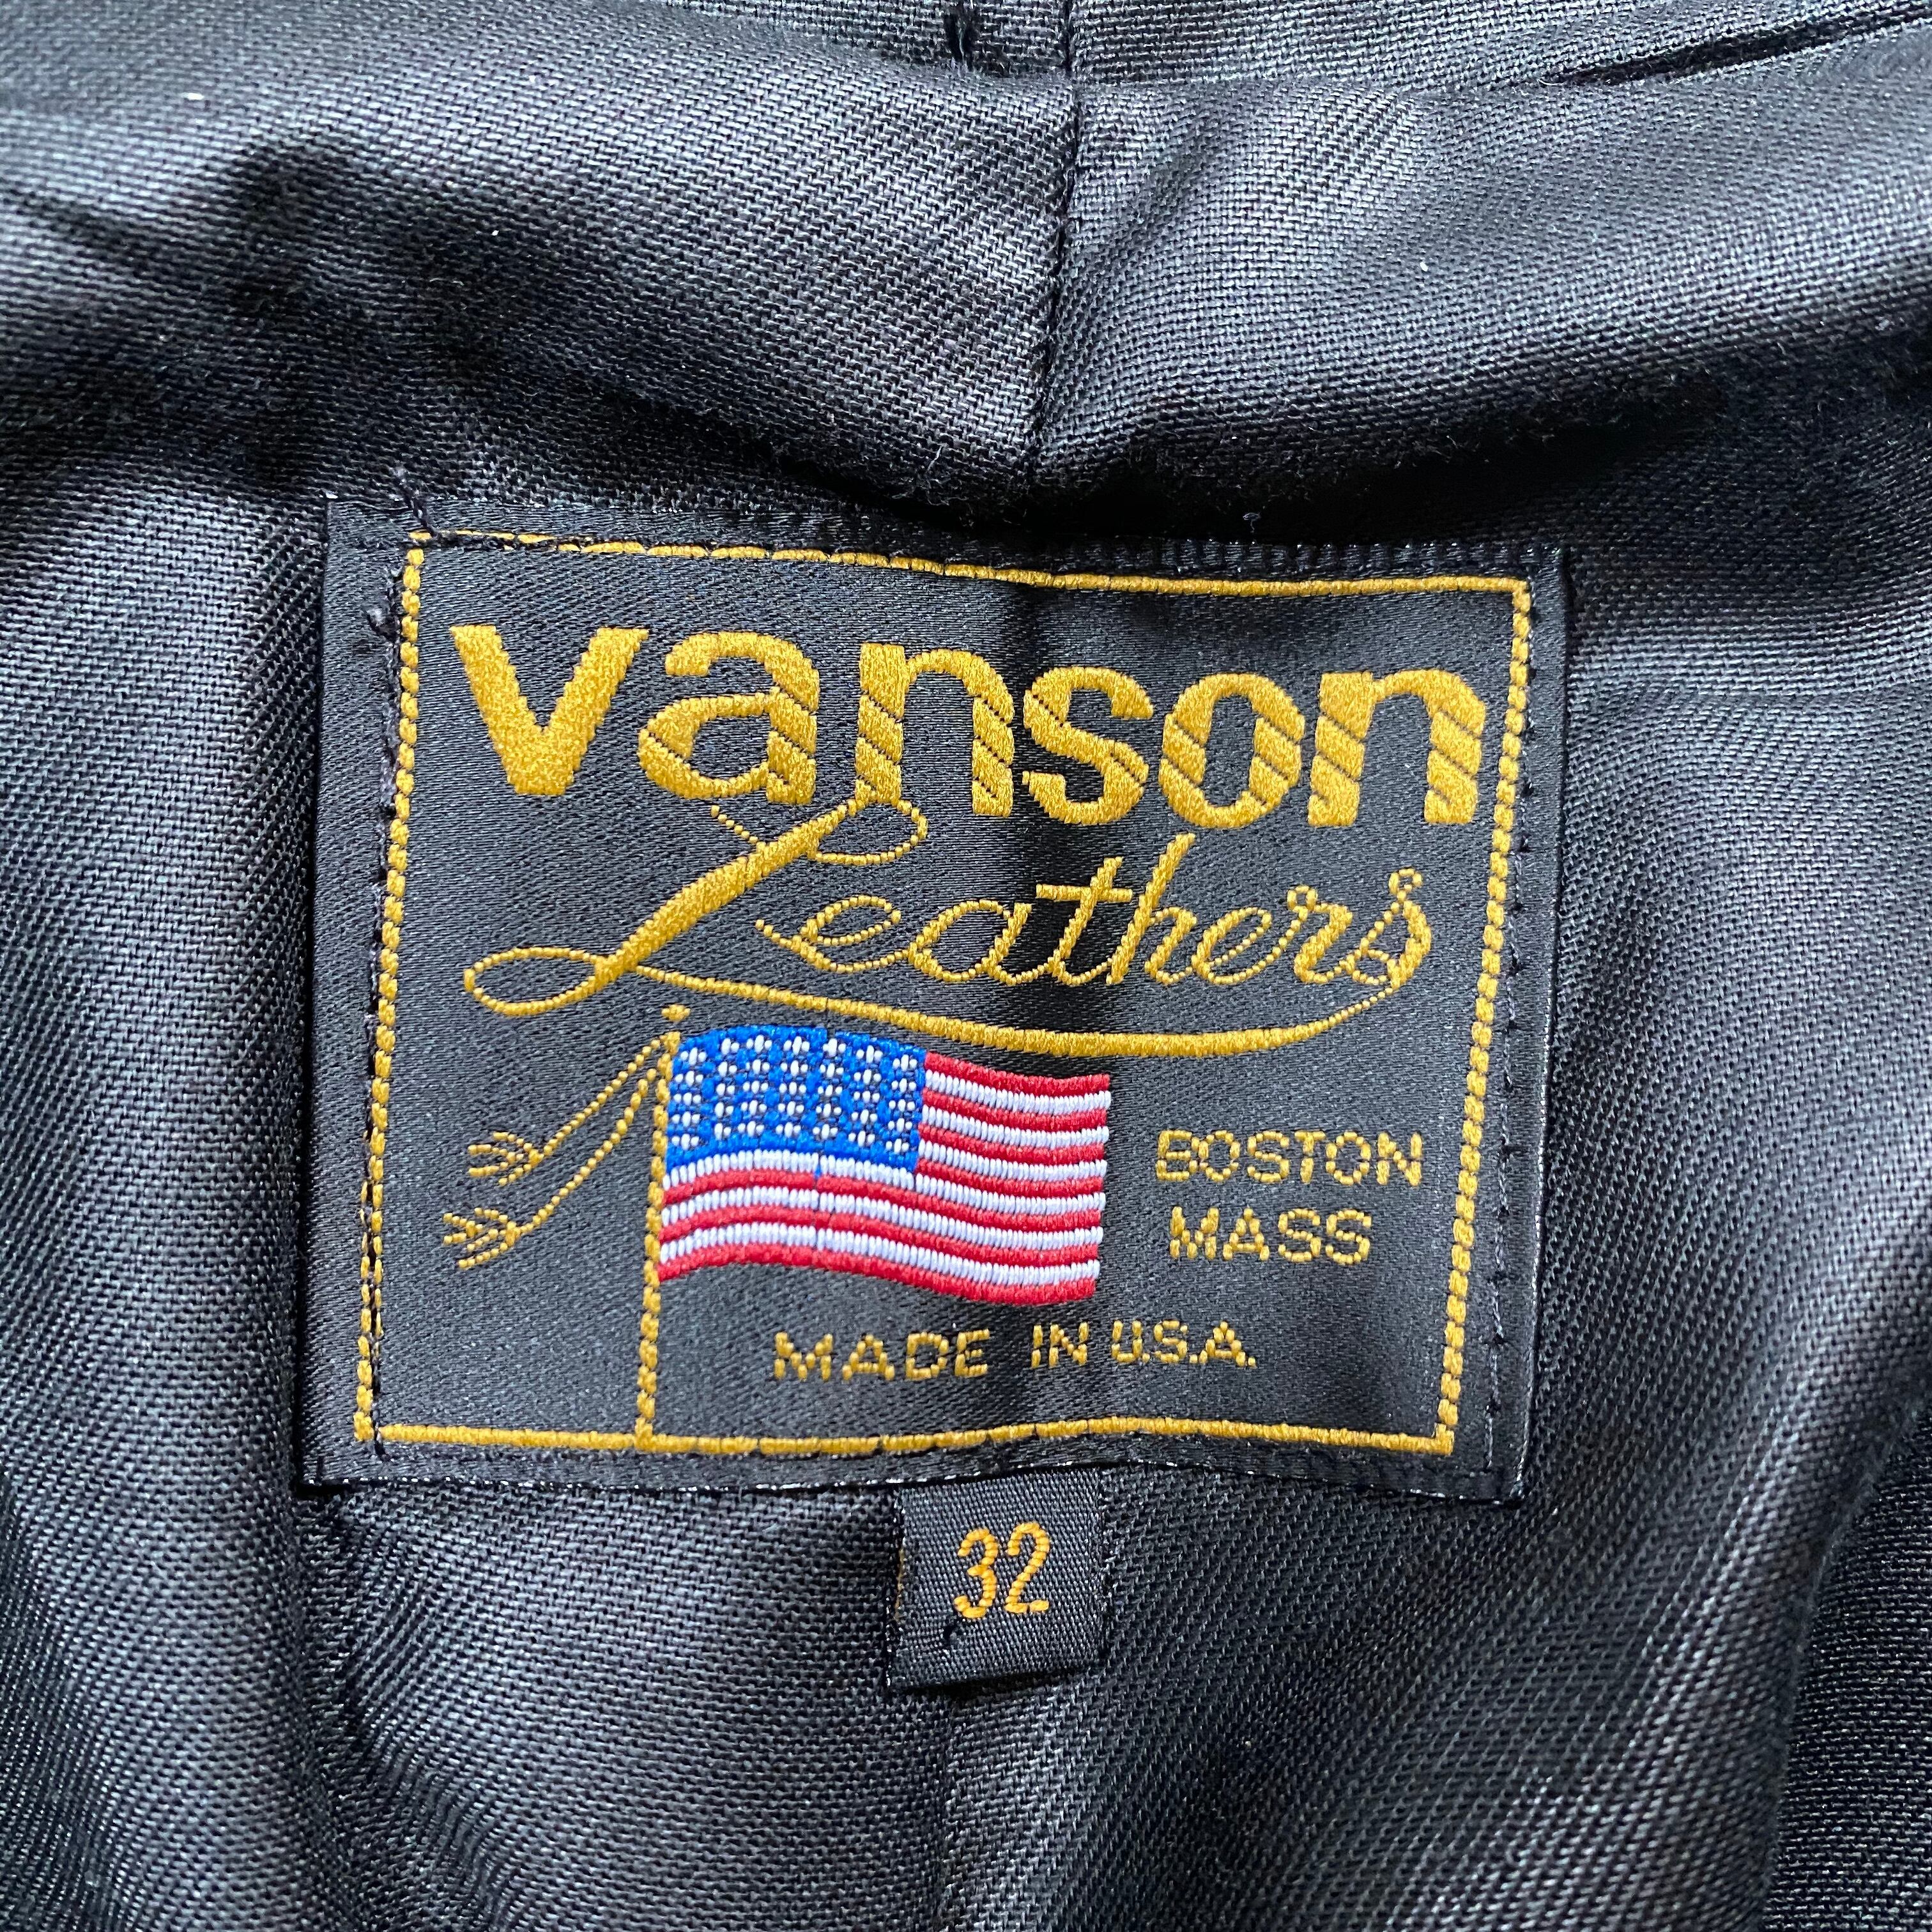 vanson
Leathers
BOSTON
MASS
MADE IN U.S.A.
32